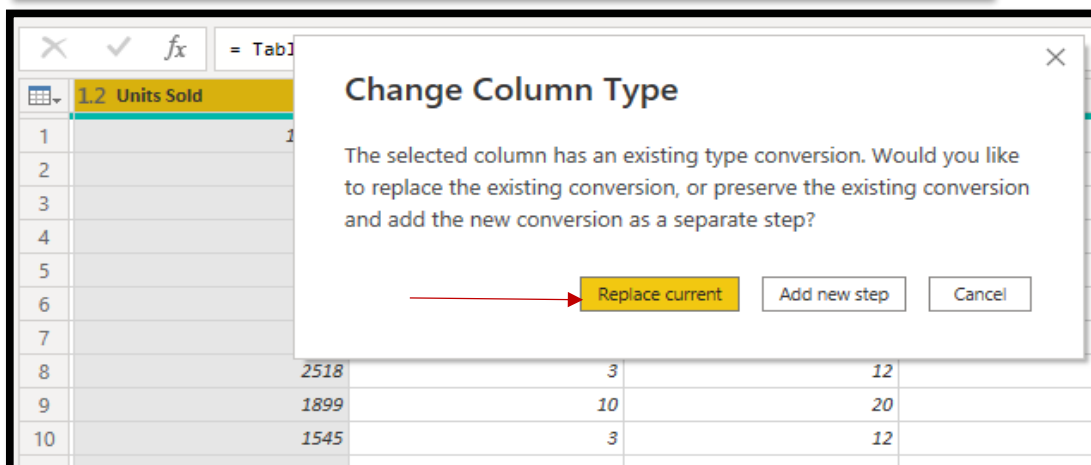 fx = Tabl
1.2 Units Sold
Change Column Type
The selected column has an existing type conversion. Would you like
to replace the existing conversion, or preserve the existing conversion
and add the new conversion as a separate step?
Replace current Add new step Cancel
1 1
2
3
4
5
6
7
8 2518 3 12
9 1899 10 20
10 1545 3 12